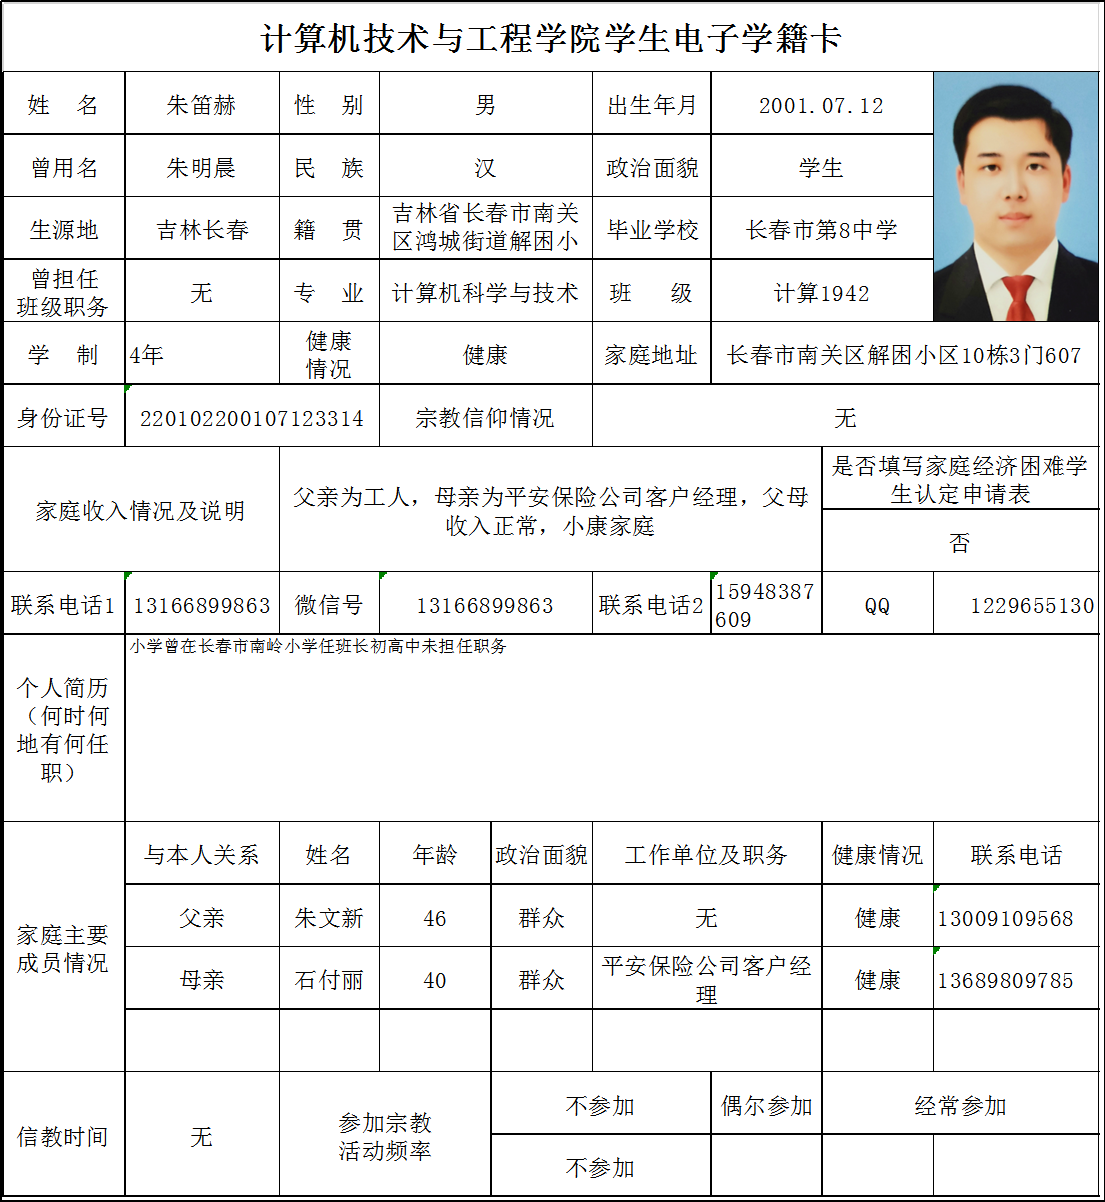 计算机技术与工程学院学生电子学籍卡
姓 名 朱笛赫 性 别 男 出生年月 2001.07.12
曾用名 朱明晨 民 族 汉 政治面貌 学生
生源地 吉林长春 籍 贯 吉林省长春市南关
区鸿城街道解困小 毕业学校 长春市第8中学
曾担任
班级职务 无 专 业 计算机科学与技术 班 级 计算1942
学 制 4年 健康
情况 健康 家庭地址 长春市南关区解困小区10栋3门607
身份证号 220102200107123314 宗教信仰情况 无
家庭收入情况及说明 父亲为工人，母亲为平安保险公司客户经理，父母
收入正常，小康家庭
是否填写家庭经济困难学
生认定申请表
否
联系电话1 13166899863 微信号 13166899863 联系电话2 15948387
609 QQ 1229655130
个人简历
（何时何
地有何任
职）
小学曾在长春市南岭小学任班长初高中未担任职务
家庭主要
成员情况
与本人关系 姓名 年龄 政治面貌 工作单位及职务 健康情况 联系电话
父亲 朱文新 46 群众 无 健康 13009109568
母亲 石付丽 40 群众 平安保险公司客户经
理 健康 13689809785
信教时间 无 参加宗教
活动频率
不参加 偶尔参加 经常参加
不参加